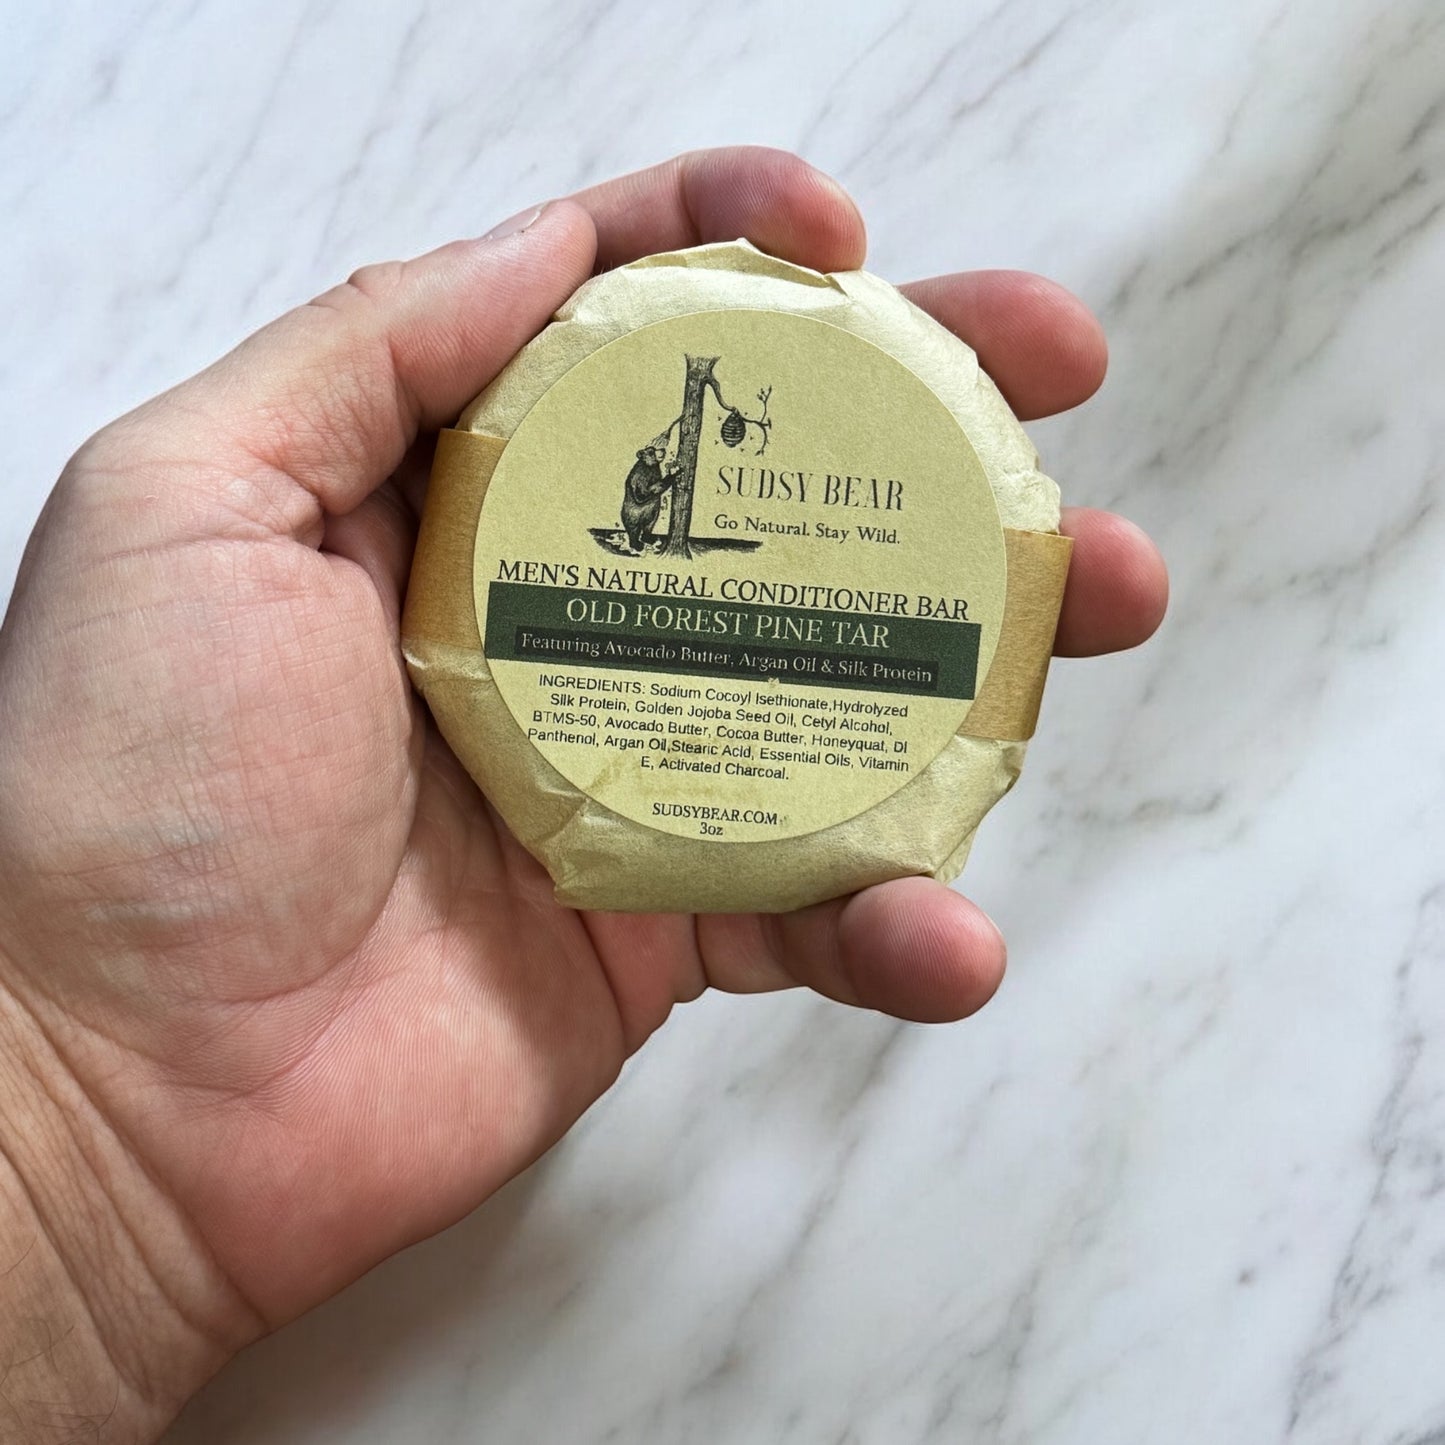 SUDSY BEAR
Go Natural. Stay Wild.
MEN'S NATURAL CONDITIONER BAR
OLD FOREST PINE TAR
Featuring Avocado Butter, Argan Oil & Silk Protein
INGREDIENTS: Sodium Cocoyl Isethionate,Hydrolyzed
Silk Protein, Golden Jojoba Seed Oil, Cetyl Alcohol,
BTMS-50, Avocado Butter, Cocoa Butter, Honeyquat, DI
Panthenol, Argan Oil,Stearic Acid, Essential Oils, Vitamin
E, Activated Charcoal.
SUDSYBEAR.COM
3oz